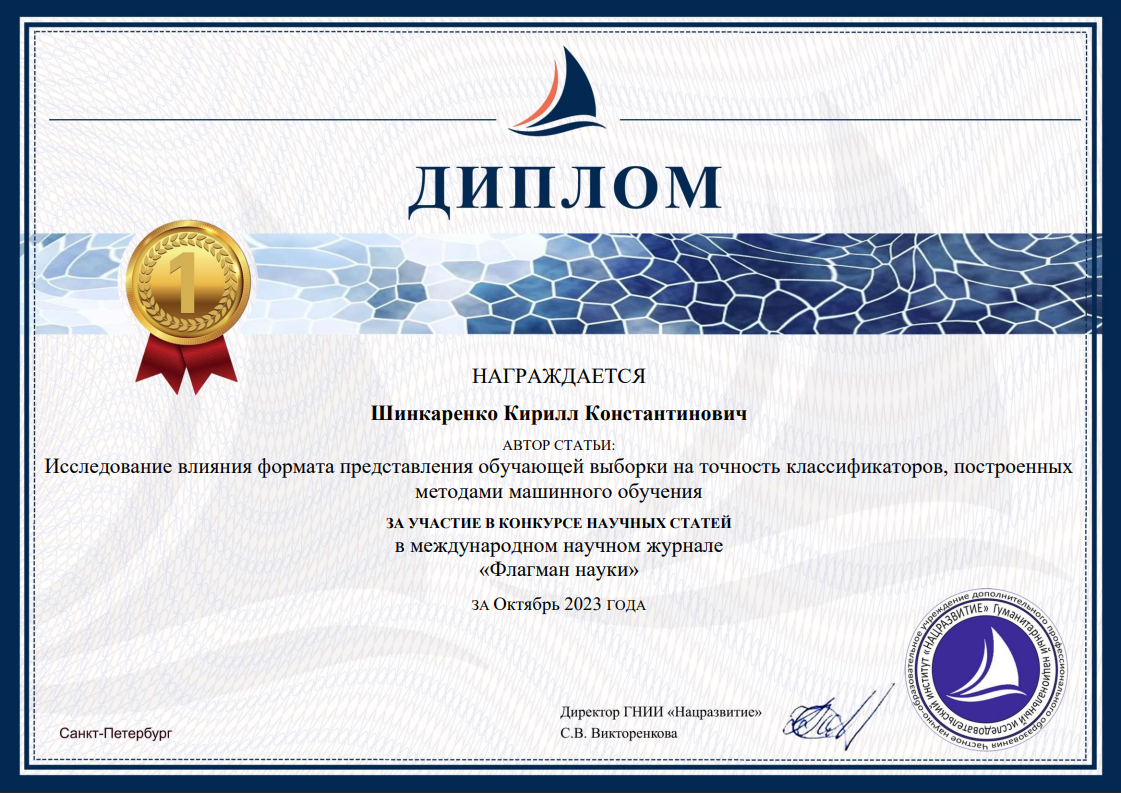 ДИПЛОМ
1
НАГРАЖДАЕТСЯ
Шинкаренко Кирилл Константинович
АВТОР СТАТЬИ:
Исследование влияния формата представления обучающей выборки на точность классификаторов, построенных
методами машинного обучения
ЗА УЧАСТИЕ В КОНКУРСЕ НАУЧНЫХ СТАТЕЙ
в международном научном журнале
«Флагман науки»
ЗА Октябрь 2023 ГОДА
Директор ГНИИ «Нацразвитие»
С.В. Викторенкова
Санкт-Петербург
Частное научно-образовательное учреждение дополнительного профессионального образования
Гуманитарный национальный исследовательский институт «НАЦРАЗВИТИЕ»